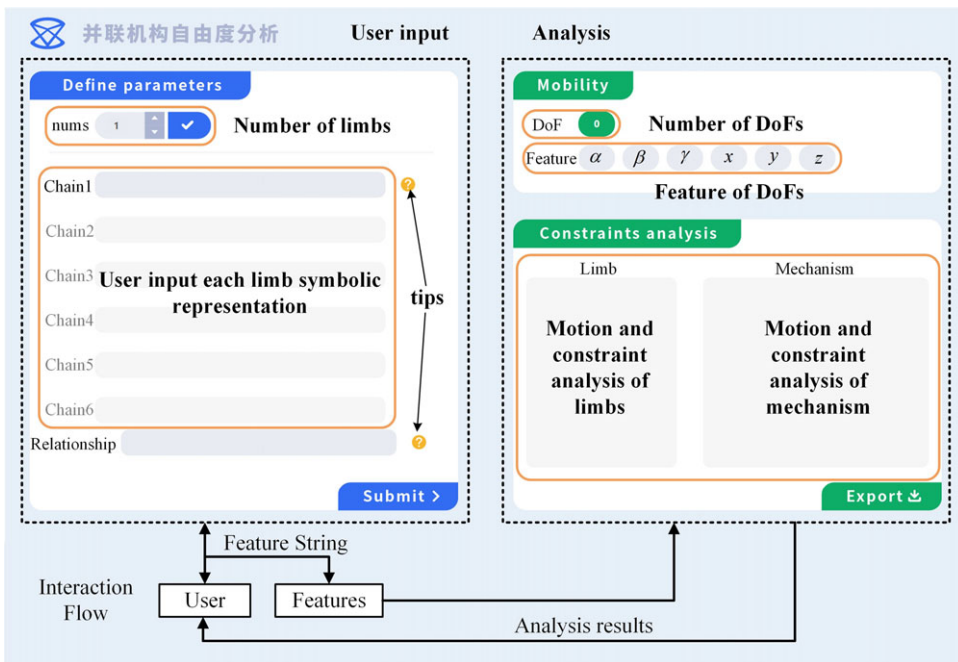 并联机构自由度分析
User input
Analysis
Define parameters
nums 1
Number of limbs
Chain1
Chain2
Chain3
Chain4
Chain5
Chain6
User input each limb symbolic
representation
tips
Relationship
Submit >
Mobility
DoF 0
Number of DoFs
Feature α β γ x y z
Feature of DoFs
Constraints analysis
Limb
Mechanism
Motion and
constraint
analysis of
limbs
Motion and
constraint
analysis of
mechanism
Export
Feature String
Interaction
Flow
User
Features
Analysis results